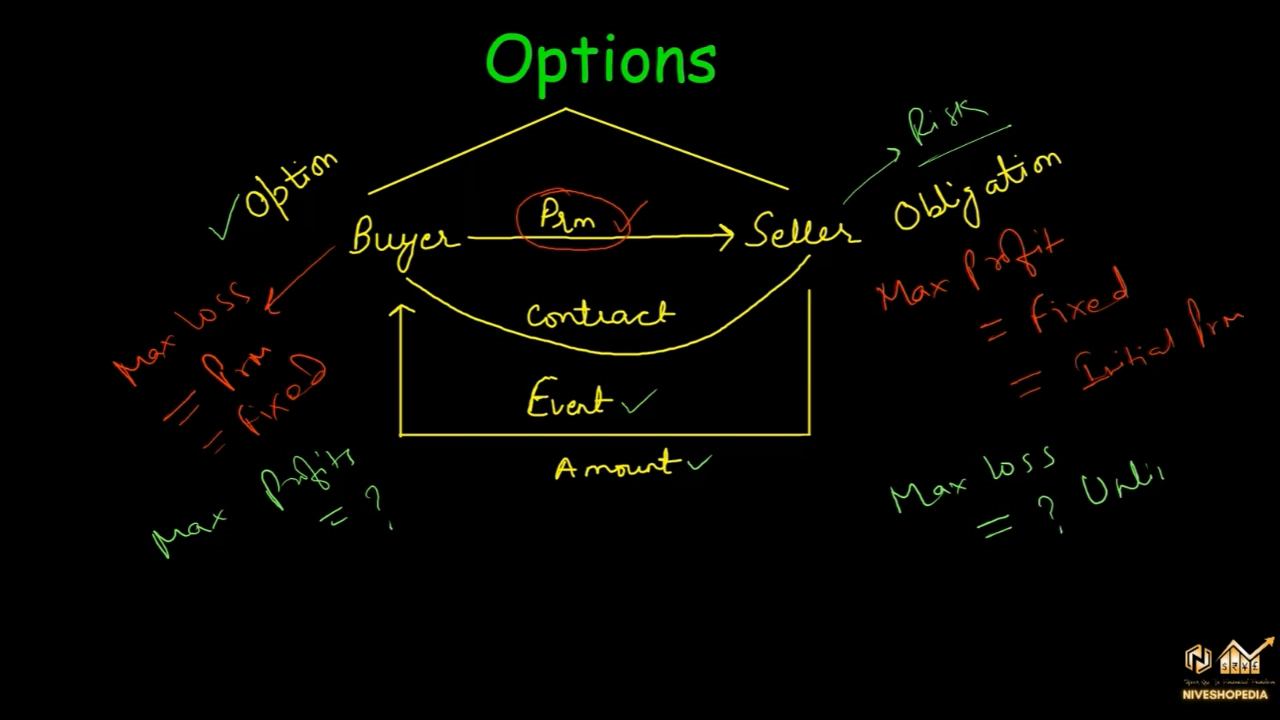 Options
Risk
Option
Obligation
Prm
Buyer
Seller
Max Profit
= Fixed
= Initial Prm
Max loss
= Prm
= fixed
Contract
Event
Amount
Max Profits
= ?
Max loss
= ? Unli
NIVESHOPEDIA